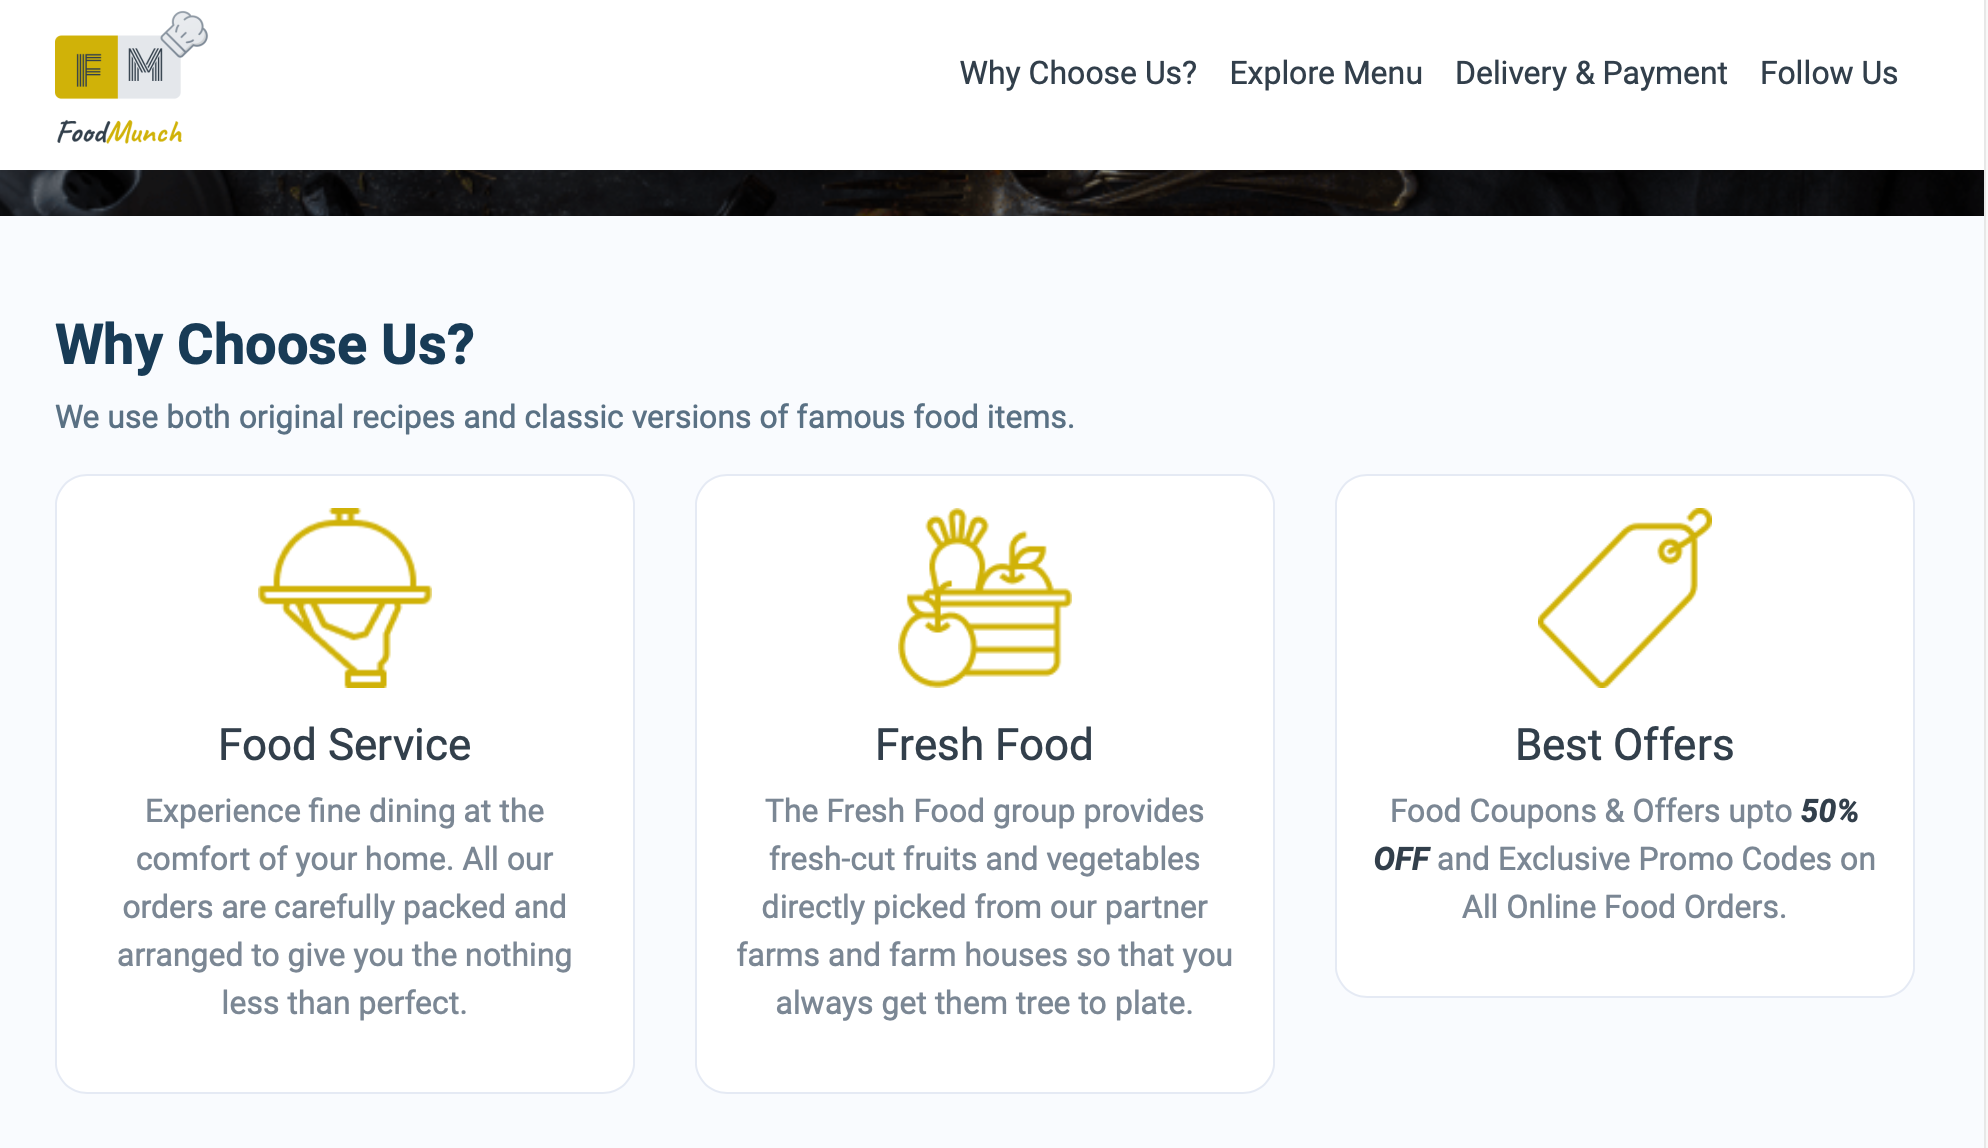 F M
FoodMunch
Why Choose Us? Explore Menu Delivery & Payment Follow Us
Why Choose Us?
We use both original recipes and classic versions of famous food items.
Food Service
Experience fine dining at the
comfort of your home. All our
orders are carefully packed and
arranged to give you the nothing
less than perfect.
Fresh Food
The Fresh Food group provides
fresh-cut fruits and vegetables
directly picked from our partner
farms and farm houses so that you
always get them tree to plate.
Best Offers
Food Coupons & Offers upto 50%
OFF and Exclusive Promo Codes on
All Online Food Orders.